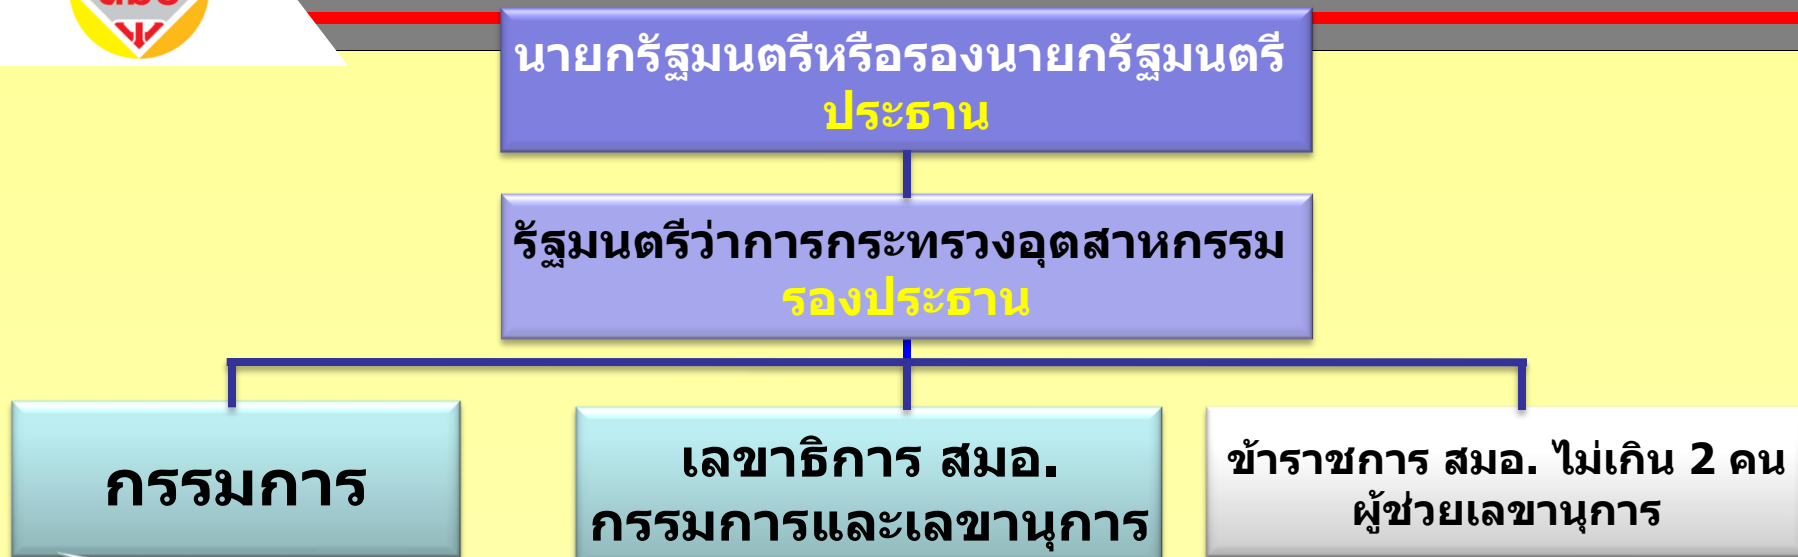 นายกรัฐมนตรีหรือรองนายกรัฐมนตรี
ประธาน
รัฐมนตรีว่าการกระทรวงอุตสาหกรรม
รองประธาน
กรรมการ
เลขาธิการ สมอ.
กรรมการและเลขานุการ
ข้าราชการ สมอ. ไม่เกิน 2 คน
ผู้ช่วยเลขานุการ